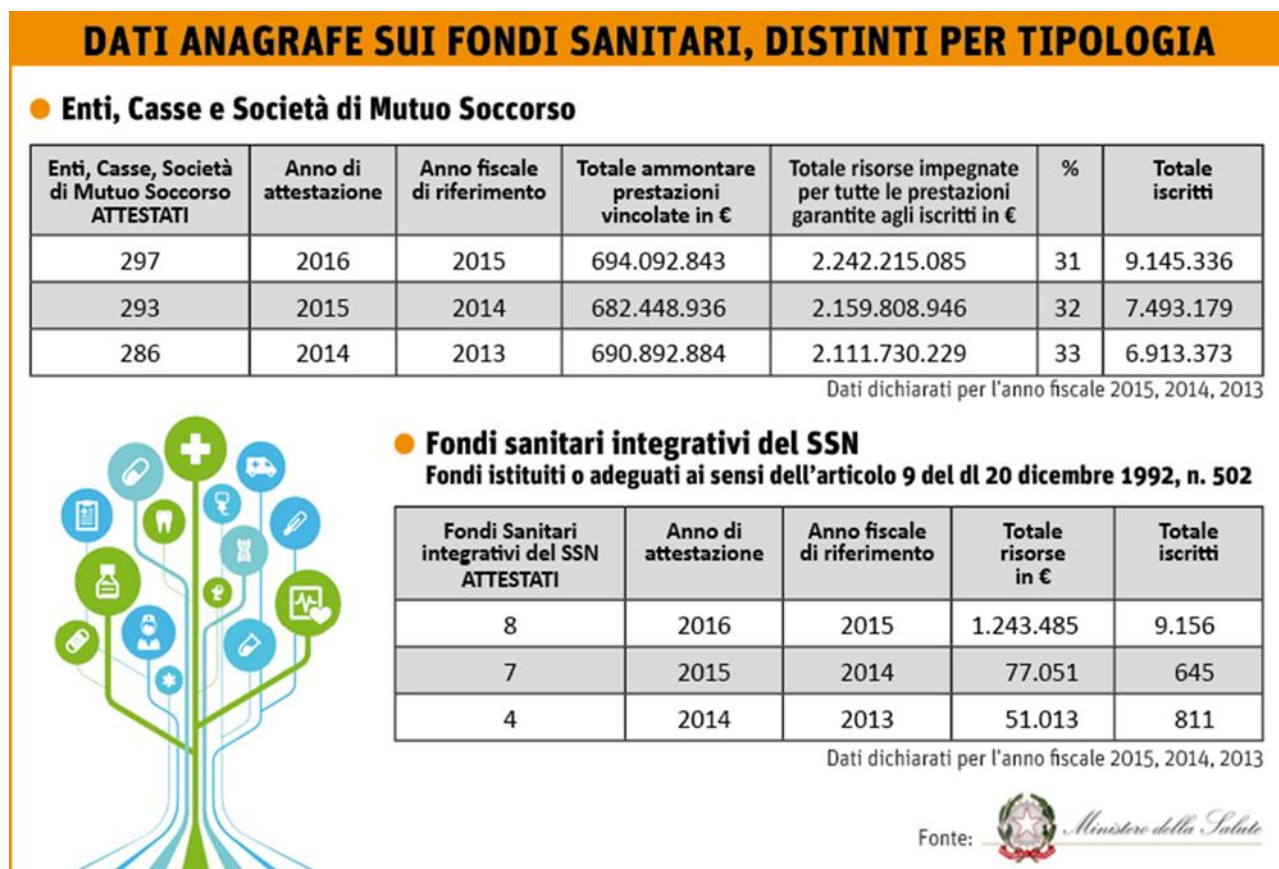 DATI ANAGRAFE SUI FONDI SANITARI, DISTINTI PER TIPOLOGIA
Enti, Casse e Società di Mutuo Soccorso
Enti, Casse, Società
di Mutuo Soccorso
ATTESTATI
Anno di
attestazione
Anno fiscale
di riferimento
Totale ammontare
prestazioni
vincolate in €
Totale risorse impegnate
per tutte le prestazioni
garantite agli iscritti in €
%
Totale
iscritti
297 2016 2015 694.092.843 2.242.215.085 31 9.145.336
293 2015 2014 682.448.936 2.159.808.946 32 7.493.179
286 2014 2013 690.892.884 2.111.730.229 33 6.913.373
Dati dichiarati per l'anno fiscale 2015, 2014, 2013
Fondi sanitari integrativi del SSN
Fondi istituiti o adeguati ai sensi dell'articolo 9 del dl 20 dicembre 1992, n. 502
Fondi Sanitari
integrativi del SSN
ATTESTATI
Anno di
attestazione
Anno fiscale
di riferimento
Totale
risorse
in €
Totale
iscritti
8 2016 2015 1.243.485 9.156
7 2015 2014 77.051 645
4 2014 2013 51.013 811
Dati dichiarati per l'anno fiscale 2015, 2014, 2013
Fonte: Ministero della Salute